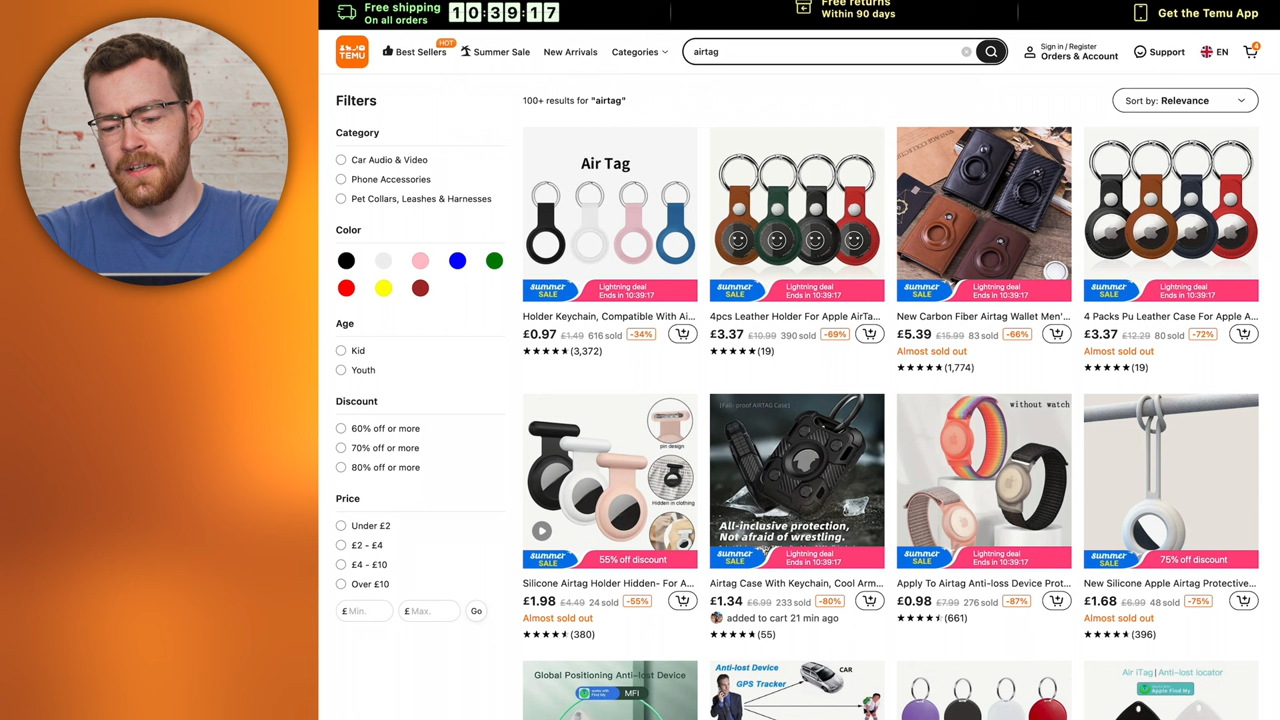 Free shipping
On all orders
10:39:17
Free returns
Within 90 days
Get the Temu App
TEMU
Best Sellers
HOT
Summer Sale
New Arrivals
Categories
airtag
Sign in / Register
Orders & Account
Support
EN
4
Filters
Category
Car Audio & Video
Phone Accessories
Pet Collars, Leashes & Harnesses
Color
Age
Kid
Youth
Discount
60% off or more
70% off or more
80% off or more
Price
Under £2
£2 - £4
£4 - £10
Over £10
£ Min.
£ Max.
Go
100+ results for "airtag"
Sort by: Relevance
Air Tag
summer SALE
Lightning deal
Ends in 10:39:17
Holder Keychain, Compatible With Ai...
£0.97 £1.49 616 sold -34%
(3,372)
summer SALE
Lightning deal
Ends in 10:39:17
4pcs Leather Holder For Apple AirTa...
£3.37 £10.99 390 sold -69%
(19)
summer SALE
Lightning deal
Ends in 10:39:17
New Carbon Fiber Airtag Wallet Men'...
£5.39 £15.99 83 sold -66%
Almost sold out
(1,774)
summer SALE
Lightning deal
Ends in 10:39:17
4 Packs Pu Leather Case For Apple A...
£3.37 £12.29 80 sold -72%
Almost sold out
(19)
pin design
Hidden in clothing
summer SALE
55% off discount
Silicone Airtag Holder Hidden- For A...
£1.98 £4.49 24 sold -55%
Almost sold out
(380)
[Fall- proof AIRTAG Case]
All-inclusive protection,
Not afraid of wrestling.
summer SALE
Lightning deal
Ends in 10:39:17
Airtag Case With Keychain, Cool Arm...
£1.34 £6.99 233 sold -80%
added to cart 21 min ago
(55)
without watch
summer SALE
Lightning deal
Ends in 10:39:17
Apply To Airtag Anti-loss Device Prot...
£0.98 £7.99 276 sold -87%
(661)
summer SALE
75% off discount
New Silicone Apple Airtag Protective...
£1.68 £6.99 48 sold -75%
Almost sold out
(396)
Global Positioning Anti-lost Device
MFI
Anti-lost Device
GPS Tracker
CAR
Air iTag | Anti-lost locator
Apple Find My